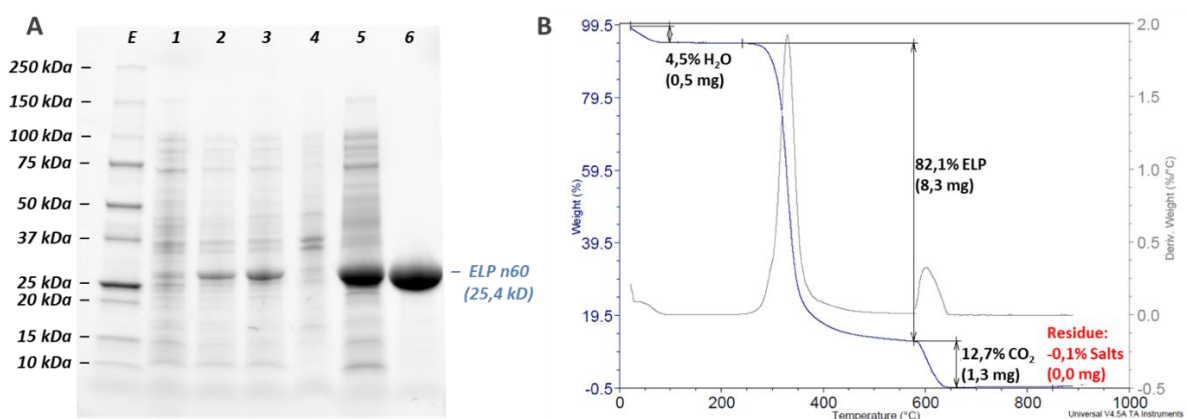 A
E 1 2 3 4 5 6
250 kDa –
150 kDa –
100 kDa –
75 kDa –
50 kDa –
37 kDa –
25 kDa –
20 kDa –
15 kDa –
10 kDa –
– ELP n60
(25,4 kD)
B
99.5
79.5
59.5
39.5
19.5
-0.5
Weight (%)
4,5% H₂O
(0,5 mg)
82,1% ELP
(8,3 mg)
12,7% CO₂
(1,3 mg)
Residue:
-0,1% Salts
(0,0 mg)
2.0
1.5
1.0
0.5
0.0
-0.5
Deriv. Weight (%/°C)
0 200 400 600 800 1000
Temperature (°C)
Universal V4.5A TA Instruments